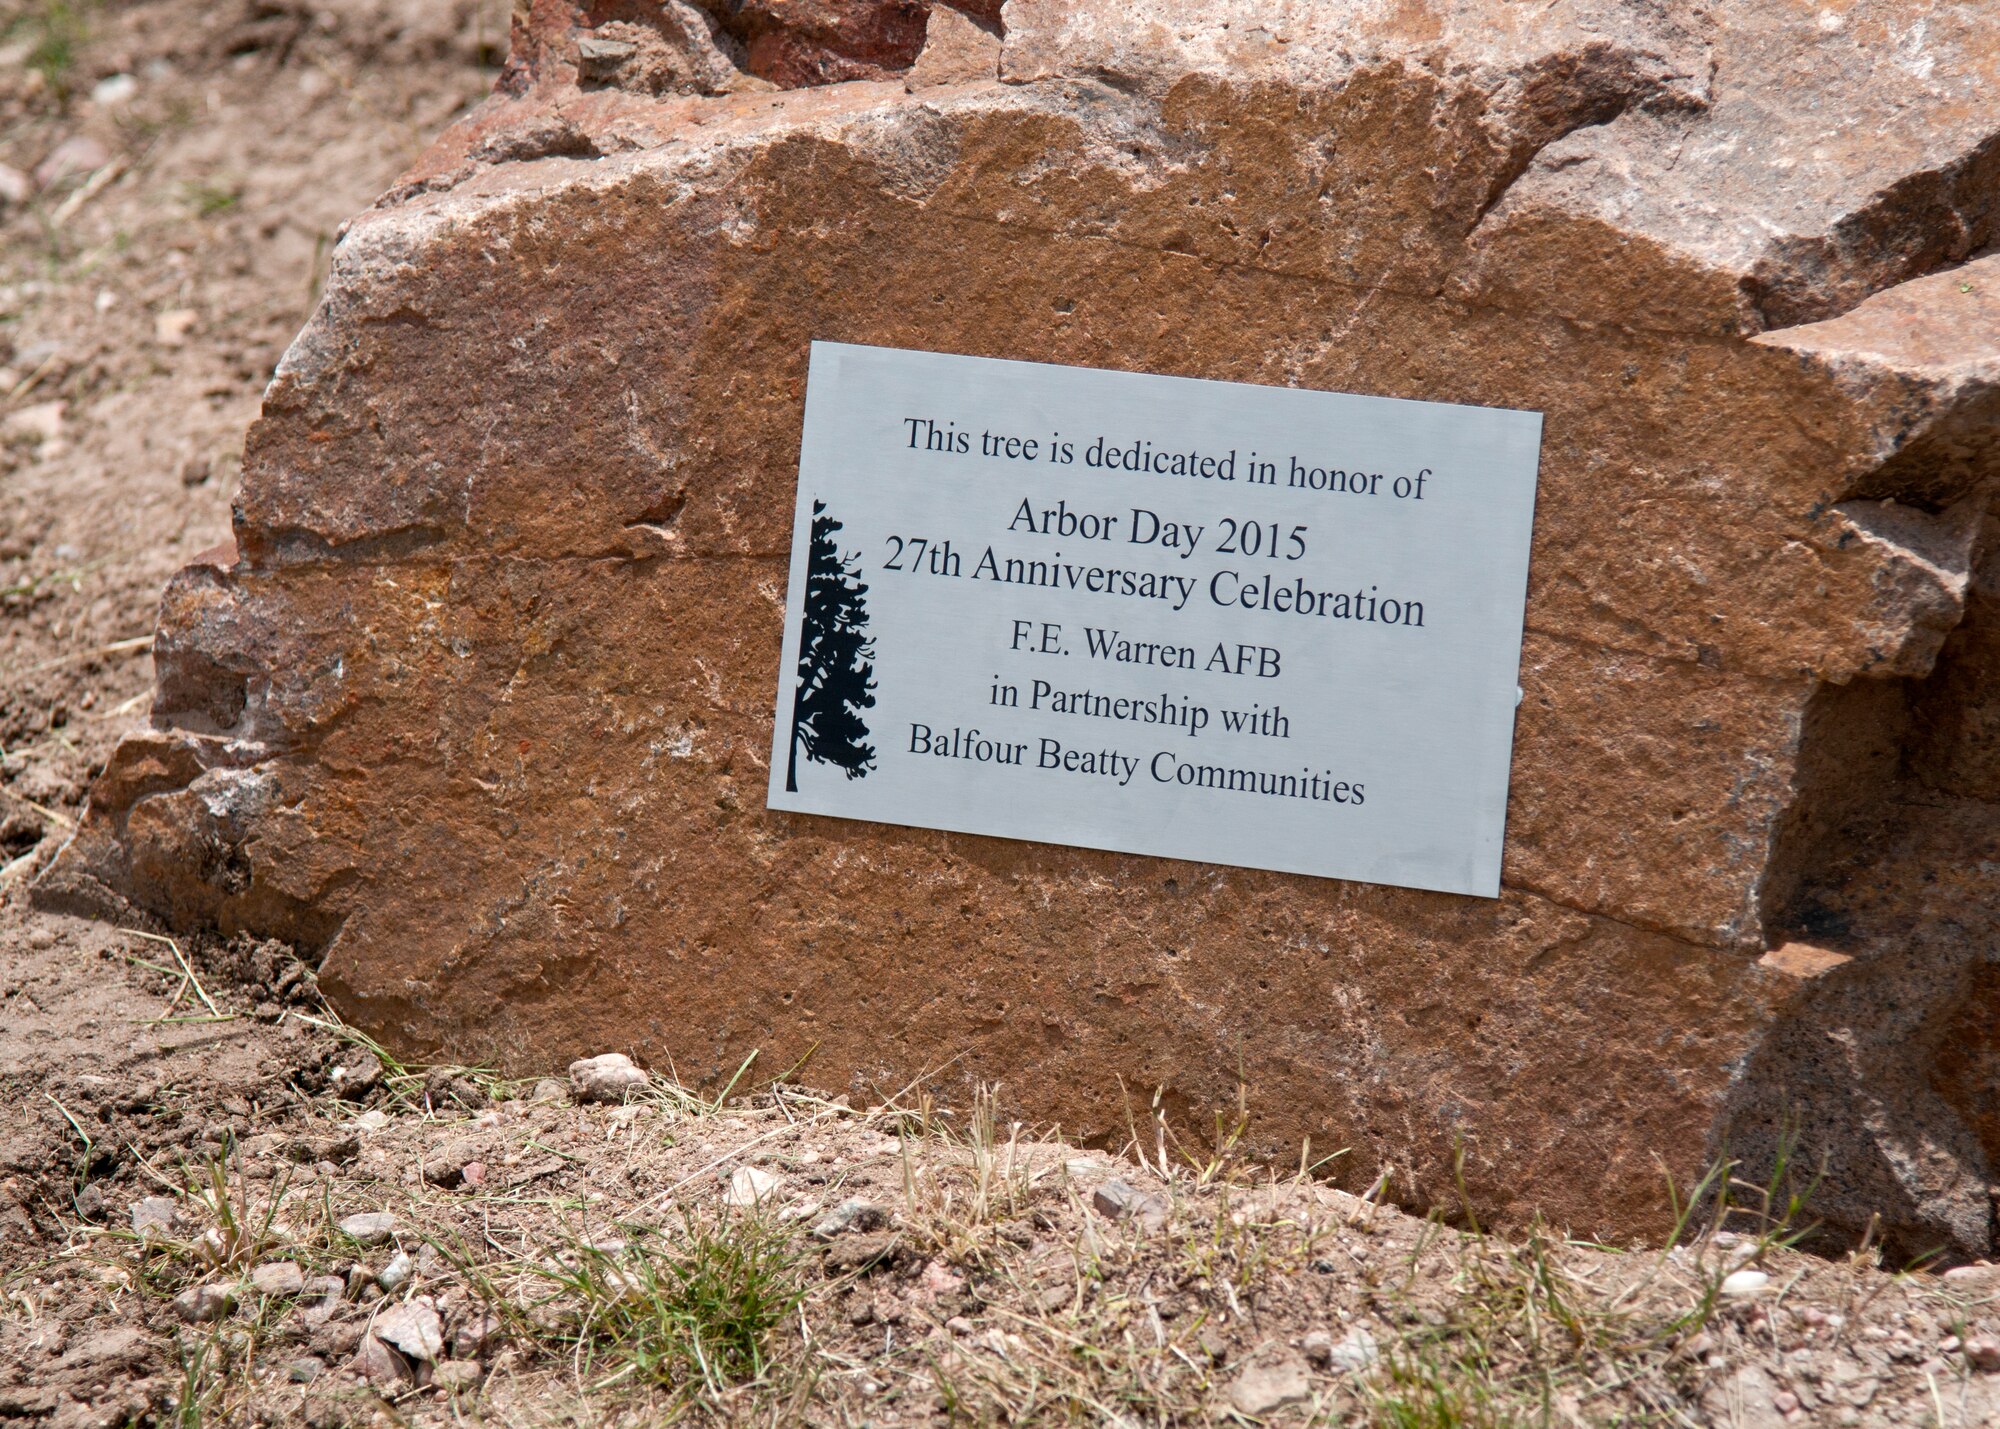 This tree is dedicated in honor of
Arbor Day 2015
27th Anniversary Celebration
F.E. Warren AFB
in Partnership with
Balfour Beatty Communities